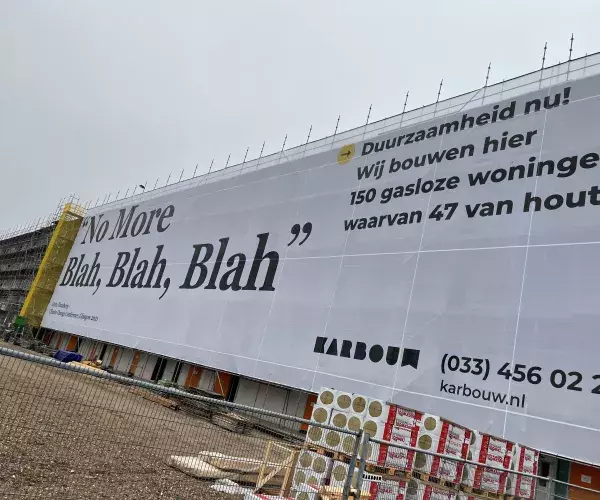 “No More
Blah, Blah, Blah”
Duurzaamheid nu!
Wij bouwen hier
150 gasloze woninge
waarvan 47 van hout
KARBOUW
(033) 456 02 2
karbouw.nl